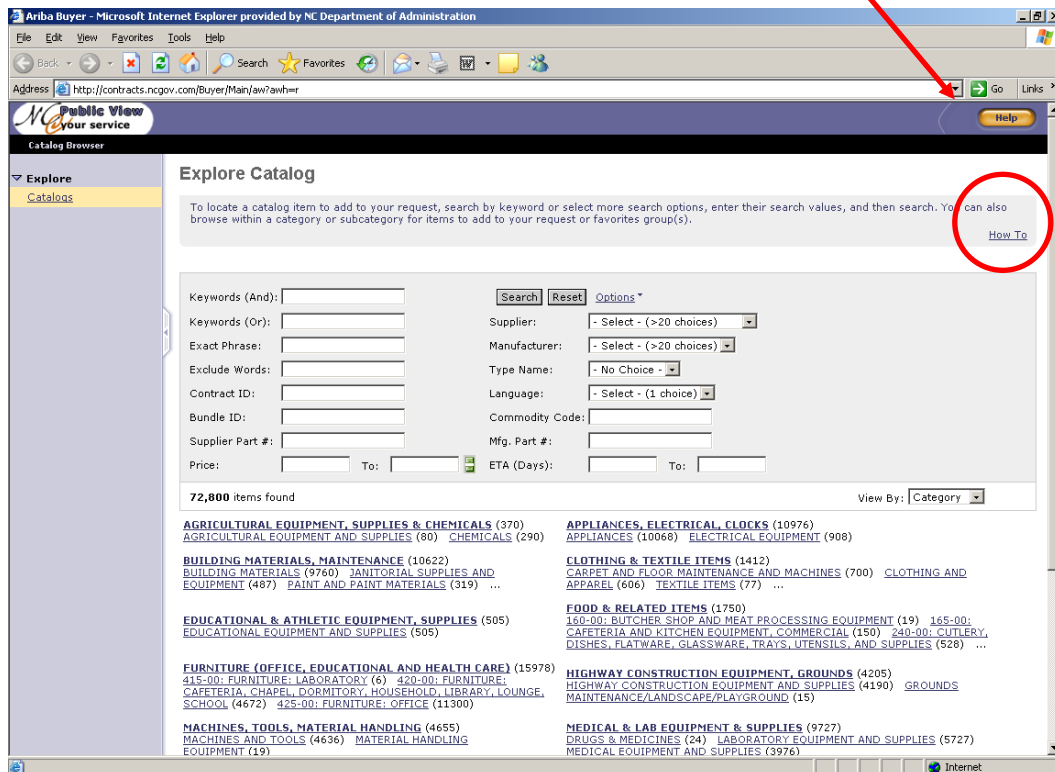 Ariba Buyer - Microsoft Internet Explorer provided by NC Department of Administration
File Edit View Favorites Tools Help
Back Search Favorites
Address http://contracts.ncgov.com/Buyer/Main/aw?awh=r Go Links
NC Public View @your service
Help
Catalog Browser
Explore
Catalogs
Explore Catalog
To locate a catalog item to add to your request, search by keyword or select more search options, enter their search values, and then search. You can also
browse within a category or subcategory for items to add to your request or favorites group(s).
How To
Keywords (And): Search Reset Options
Keywords (Or): Supplier: - Select - (>20 choices)
Exact Phrase: Manufacturer: - Select - (>20 choices)
Exclude Words: Type Name: - No Choice -
Contract ID: Language: - Select - (1 choice)
Bundle ID: Commodity Code:
Supplier Part #: Mfg. Part #:
Price: To: ETA (Days): To:
72,800 items found View By: Category
AGRICULTURAL EQUIPMENT, SUPPLIES & CHEMICALS (370)
AGRICULTURAL EQUIPMENT AND SUPPLIES (80) CHEMICALS (290)
APPLIANCES, ELECTRICAL, CLOCKS (10976)
APPLIANCES (10068) ELECTRICAL EQUIPMENT (908)
BUILDING MATERIALS, MAINTENANCE (10622)
BUILDING MATERIALS (9760) JANITORIAL SUPPLIES AND
EQUIPMENT (487) PAINT AND PAINT MATERIALS (319) ...
CLOTHING & TEXTILE ITEMS (1412)
CARPET AND FLOOR MAINTENANCE AND MACHINES (700) CLOTHING AND
APPAREL (606) TEXTILE ITEMS (77) ...
EDUCATIONAL & ATHLETIC EQUIPMENT, SUPPLIES (505)
EDUCATIONAL EQUIPMENT AND SUPPLIES (505)
FOOD & RELATED ITEMS (1750)
160-00: BUTCHER SHOP AND MEAT PROCESSING EQUIPMENT (19) 165-00:
CAFETERIA AND KITCHEN EQUIPMENT, COMMERCIAL (150) 240-00: CUTLERY,
DISHES, FLATWARE, GLASSWARE, TRAYS, UTENSILS, AND SUPPLIES (528) ...
FURNITURE (OFFICE, EDUCATIONAL AND HEALTH CARE) (15978)
415-00: FURNITURE: LABORATORY (6) 420-00: FURNITURE:
CAFETERIA, CHAPEL, DORMITORY, HOUSEHOLD, LIBRARY, LOUNGE,
SCHOOL (4672) 425-00: FURNITURE: OFFICE (11300)
HIGHWAY CONSTRUCTION EQUIPMENT, GROUNDS (4205)
HIGHWAY CONSTRUCTION EQUIPMENT AND SUPPLIES (4190) GROUNDS
MAINTENANCE/LANDSCAPE/PLAYGROUND (15)
MACHINES, TOOLS, MATERIAL HANDLING (4655)
MACHINES AND TOOLS (4636) MATERIAL HANDLING
EQUIPMENT (19)
MEDICAL & LAB EQUIPMENT & SUPPLIES (9727)
DRUGS & MEDICINES (24) LABORATORY EQUIPMENT AND SUPPLIES (5727)
MEDICAL EQUIPMENT AND SUPPLIES (3976)
Internet